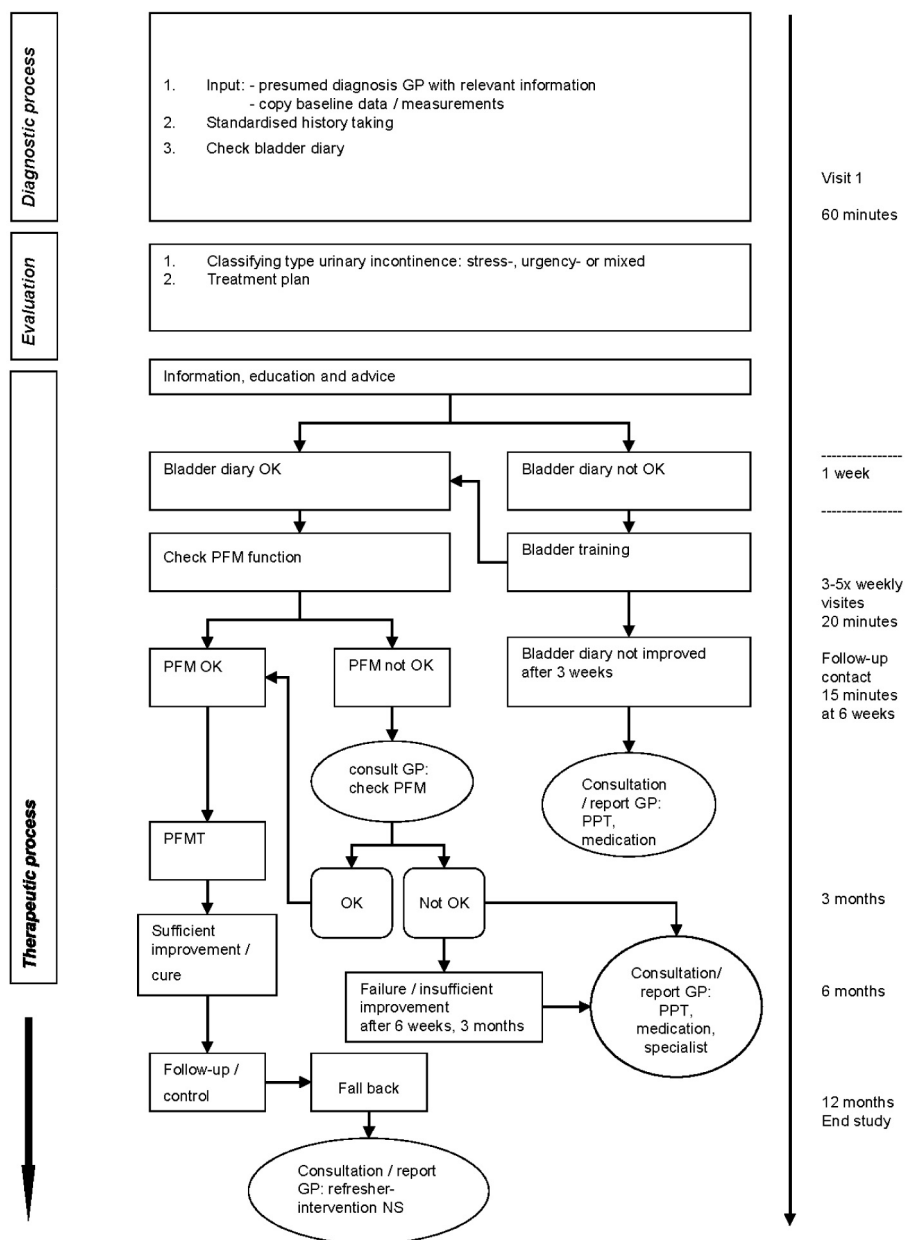 Diagnostic process
1. Input: - presumed diagnosis GP with relevant information
- copy baseline data / measurements
2. Standardised history taking
3. Check bladder diary
Visit 1
60 minutes
Evaluation
1. Classifying type urinary incontinence: stress-, urgency- or mixed
2. Treatment plan
Therapeutic process
Information, education and advice
Bladder diary OK
Bladder diary not OK
1 week
Check PFM function
Bladder training
3-5x weekly
visites
20 minutes
PFM OK
PFM not OK
Bladder diary not improved
after 3 weeks
Follow-up
contact
15 minutes
at 6 weeks
consult GP:
check PFM
Consultation
/ report GP:
PPT,
medication
PFMT
OK
Not OK
3 months
Sufficient
improvement /
cure
Failure / insufficient
improvement
after 6 weeks, 3 months
Consultation/
report GP:
PPT,
medication,
specialist
6 months
Follow-up /
control
Fall back
12 months
End study
Consultation / report
GP: refresher-
intervention NS